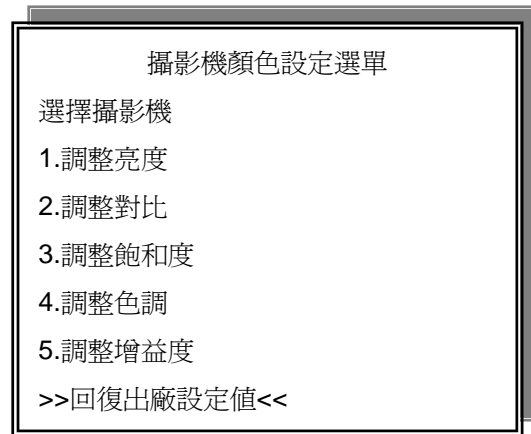 攝影機顏色設定選單
選擇攝影機
1.調整亮度
2.調整對比
3.調整飽和度
4.調整色調
5.調整增益度
>>回復出廠設定值<<